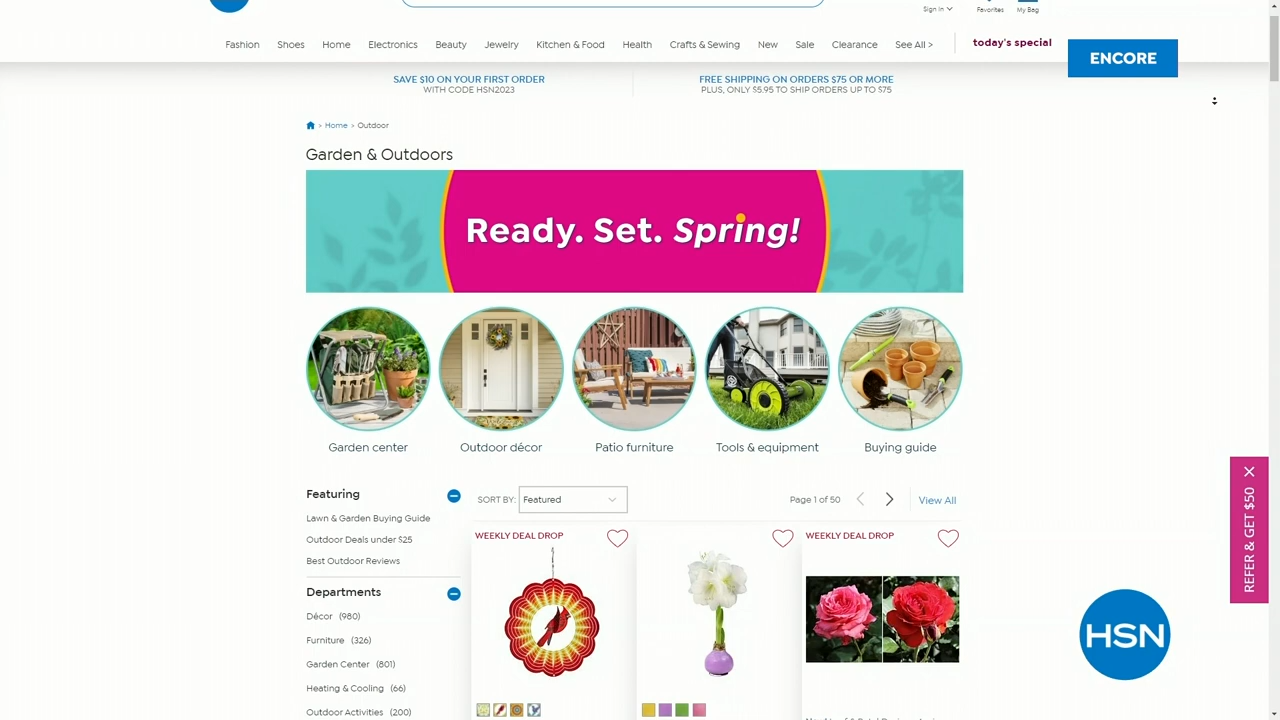 Sign In
Favorites
My Bag
Fashion Shoes Home Electronics Beauty Jewelry Kitchen & Food Health Crafts & Sewing New Sale Clearance See All > today's special
ENCORE
SAVE $10 ON YOUR FIRST ORDER
WITH CODE HSN2023
FREE SHIPPING ON ORDERS $75 OR MORE
PLUS, ONLY $5.95 TO SHIP ORDERS UP TO $75
> Home > Outdoor
Garden & Outdoors
Ready. Set. Spring!
Garden center
Outdoor décor
Patio furniture
Tools & equipment
Buying guide
Featuring
Lawn & Garden Buying Guide
Outdoor Deals under $25
Best Outdoor Reviews
Departments
Décor (980)
Furniture (326)
Garden Center (801)
Heating & Cooling (66)
Outdoor Activities (200)
SORT BY: Featured
Page 1 of 50
View All
WEEKLY DEAL DROP
WEEKLY DEAL DROP
REFER & GET $50
HSN